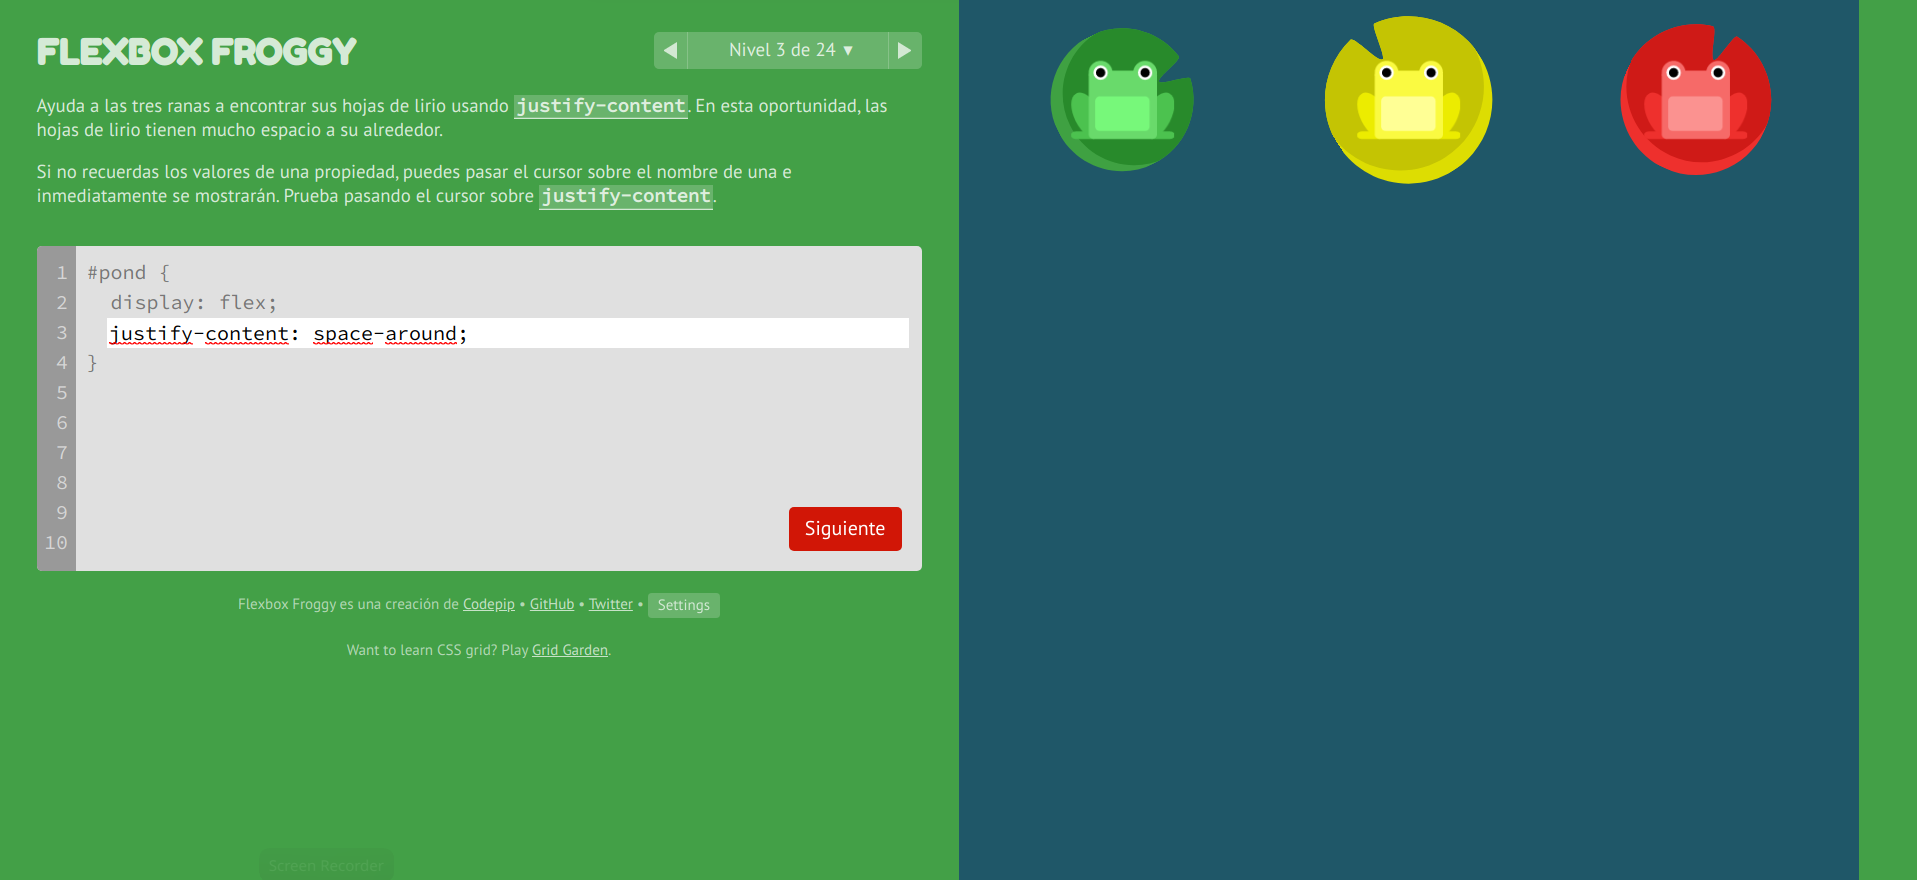 FLEXBOX FROGGY
◀ Nivel 3 de 24 ▼ ▶
Ayuda a las tres ranas a encontrar sus hojas de lirio usando justify-content. En esta oportunidad, las
hojas de lirio tienen mucho espacio a su alrededor.
Si no recuerdas los valores de una propiedad, puedes pasar el cursor sobre el nombre de una e
inmediatamente se mostrarán. Prueba pasando el cursor sobre justify-content.
1 #pond {
2 display: flex;
3 justify-content: space-around;
4 }
5
6
7
8
9
10
Siguiente
Flexbox Froggy es una creación de Codepip • GitHub • Twitter • Settings
Want to learn CSS grid? Play Grid Garden.
Screen Recorder